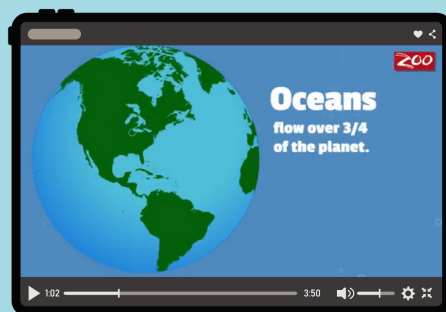 ZOO
Oceans
flow over 3/4
of the planet.
1:02
3:50